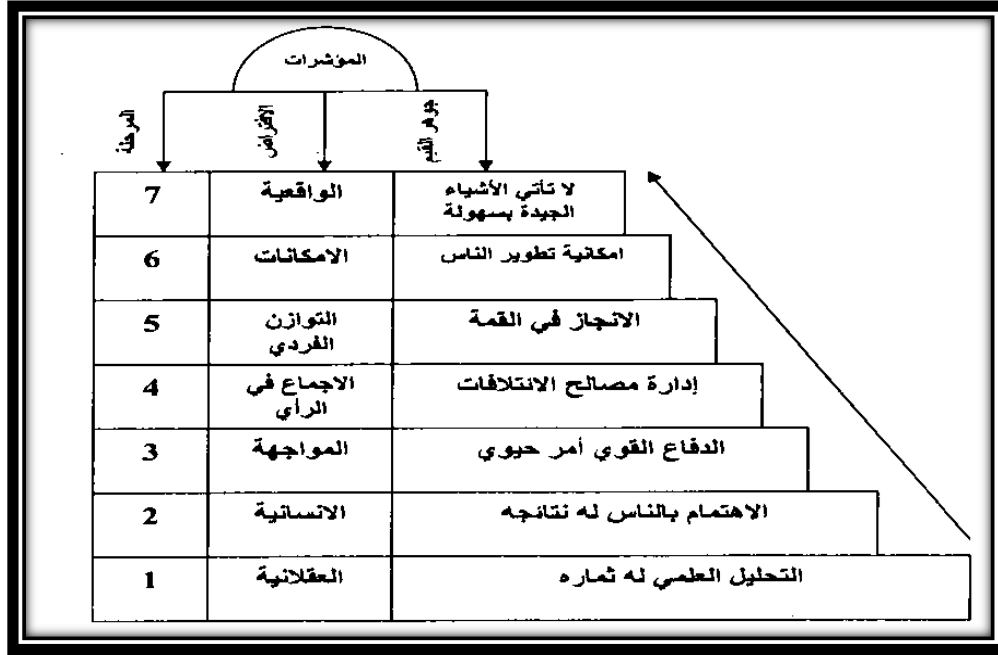 المؤشرات
المرحلة
الافتراض
جوهر القيم
7
الواقعية
لا تأتي الأشياء
الجيدة بسهولة
6
الامكانات
امكانية تطوير الناس
5
التوازن
الفردي
الانجاز في القمة
4
الاجماع في
الرأي
إدارة مصالح الائتلافات
3
المواجهة
الدفاع القوي أمر حيوي
2
الانسانية
الاهتمام بالناس له نتائجه
1
العقلانية
التحليل العلمي له ثماره